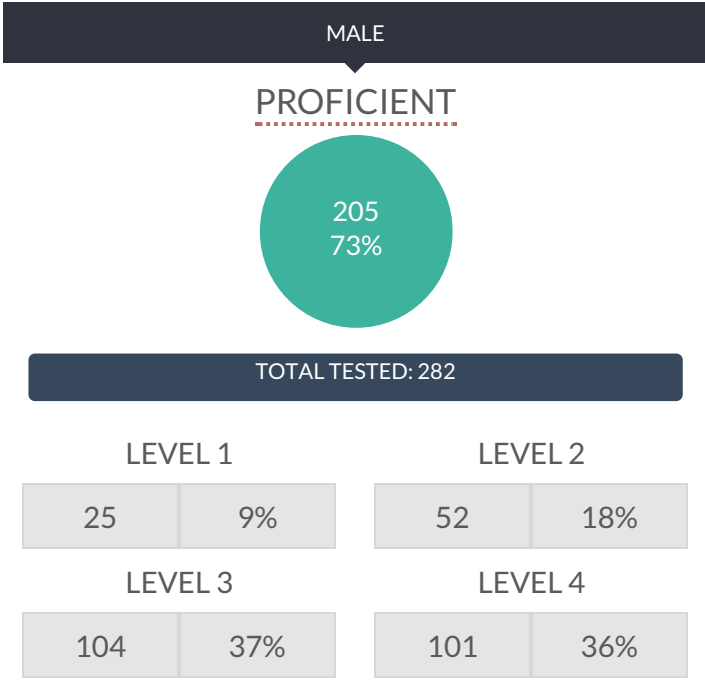 MALE
PROFICIENT
205
73%
TOTAL TESTED: 282
LEVEL 1
25 9%
LEVEL 2
52 18%
LEVEL 3
104 37%
LEVEL 4
101 36%